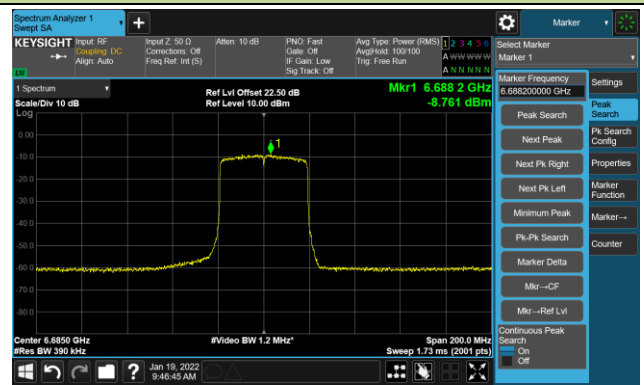 Spectrum Analyzer 1
Swept SA
Marker
KEYSIGHT
Input: RF
Coupling: DC
Align: Auto
Input Z: 50 Ω
Corrections: Off
Freq Ref: Int (S)
Atten: 10 dB
PNO: Fast
Gate: Off
IF Gain: Low
Sig Track: Off
Avg Type: Power (RMS)
Avg|Hold: 100/100
Trig: Free Run
1 2 3 4 5 6
A W W W W W
A N N N N N
Select Marker
Marker 1
LXI
1 Spectrum
Scale/Div 10 dB
Ref Lvl Offset 22.50 dB
Ref Level 10.00 dBm
Mkr1 6.688 2 GHz
-8.761 dBm
Log
0.00
-10.0
-20.0
-30.0
-40.0
-50.0
-60.0
-70.0
-80.0
1
Center 6.6850 GHz
#Res BW 390 kHz
#Video BW 1.2 MHz*
Span 200.0 MHz
Sweep 1.73 ms (2001 pts)
Marker Frequency
6.688200000 GHz
Peak Search
Next Peak
Next Pk Right
Next Pk Left
Minimum Peak
Pk-Pk Search
Marker Delta
Mkr→CF
Mkr→Ref Lvl
Continuous Peak
Search
On
Off
Settings
Peak
Search
Pk Search
Config
Properties
Marker
Function
Marker→
Counter
?
Jan 19, 2022
9:46:45 AM